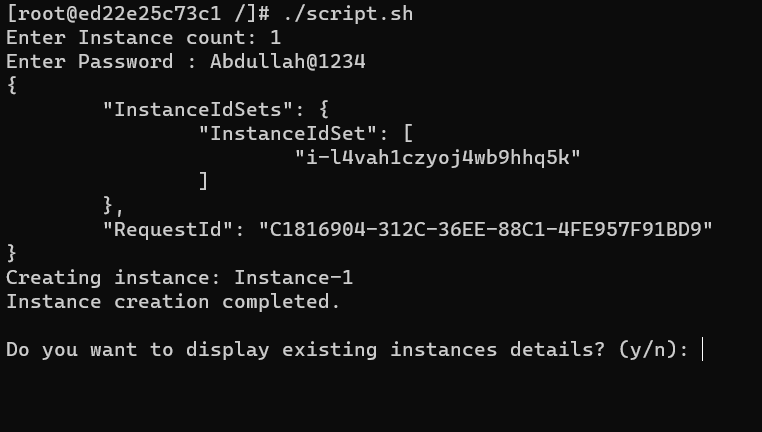 [root@ed22e25c73c1 /]# ./script.sh
Enter Instance count: 1
Enter Password : Abdullah@1234
{
        "InstanceIdSets": {
                "InstanceIdSet": [
                        "i-l4vah1czyoj4wb9hhq5k"
                ]
        },
        "RequestId": "C1816904-312C-36EE-88C1-4FE957F91BD9"
}
Creating instance: Instance-1
Instance creation completed.

Do you want to display existing instances details? (y/n):